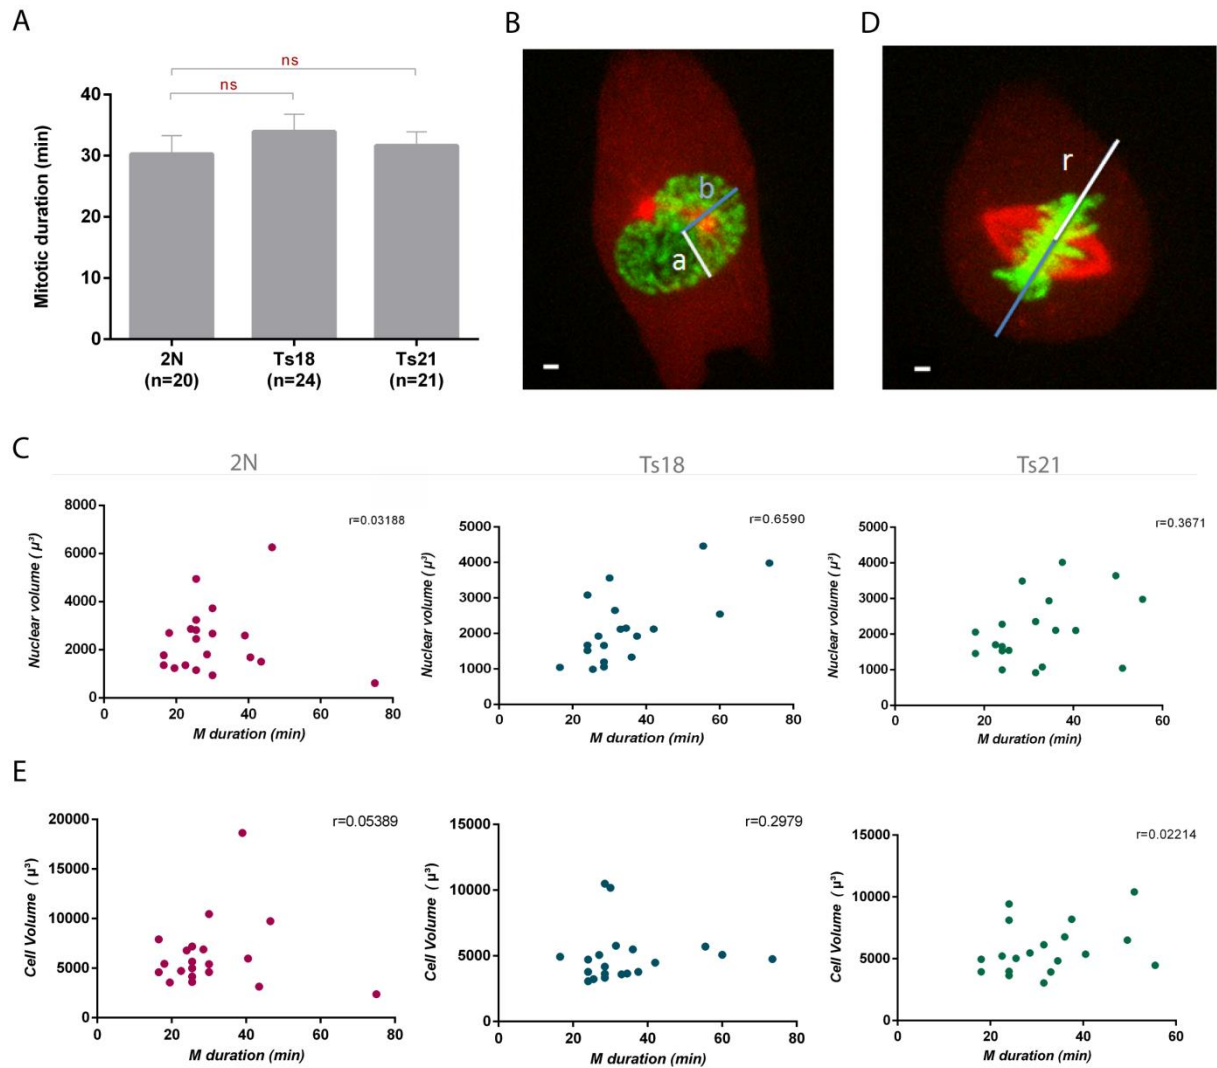 A
B
D
ns
ns
Mitotic duration (min)
40
30
20
10
0
2N
(n=20)
Ts18
(n=24)
Ts21
(n=21)
b
a
r
C
2N
Ts18
Ts21
Nuclear volume ( µ³)
8000
6000
4000
2000
0
0
20
40
60
80
M duration (min)
r=0.03188
Nuclear volume ( µ³)
5000
4000
3000
2000
1000
0
0
20
40
60
80
M duration (min)
r=0.6590
Nuclear volume ( µ³)
5000
4000
3000
2000
1000
0
0
20
40
60
M duration (min)
r=0.3671
E
Cell Volume ( µ³)
20000
15000
10000
5000
0
0
20
40
60
80
M duration (min)
r=0.05389
Cell Volume ( µ³)
15000
10000
5000
0
0
20
40
60
80
M duration (min)
r=0.2979
Cell Volume ( µ³)
15000
10000
5000
0
0
20
40
60
M duration (min)
r=0.02214